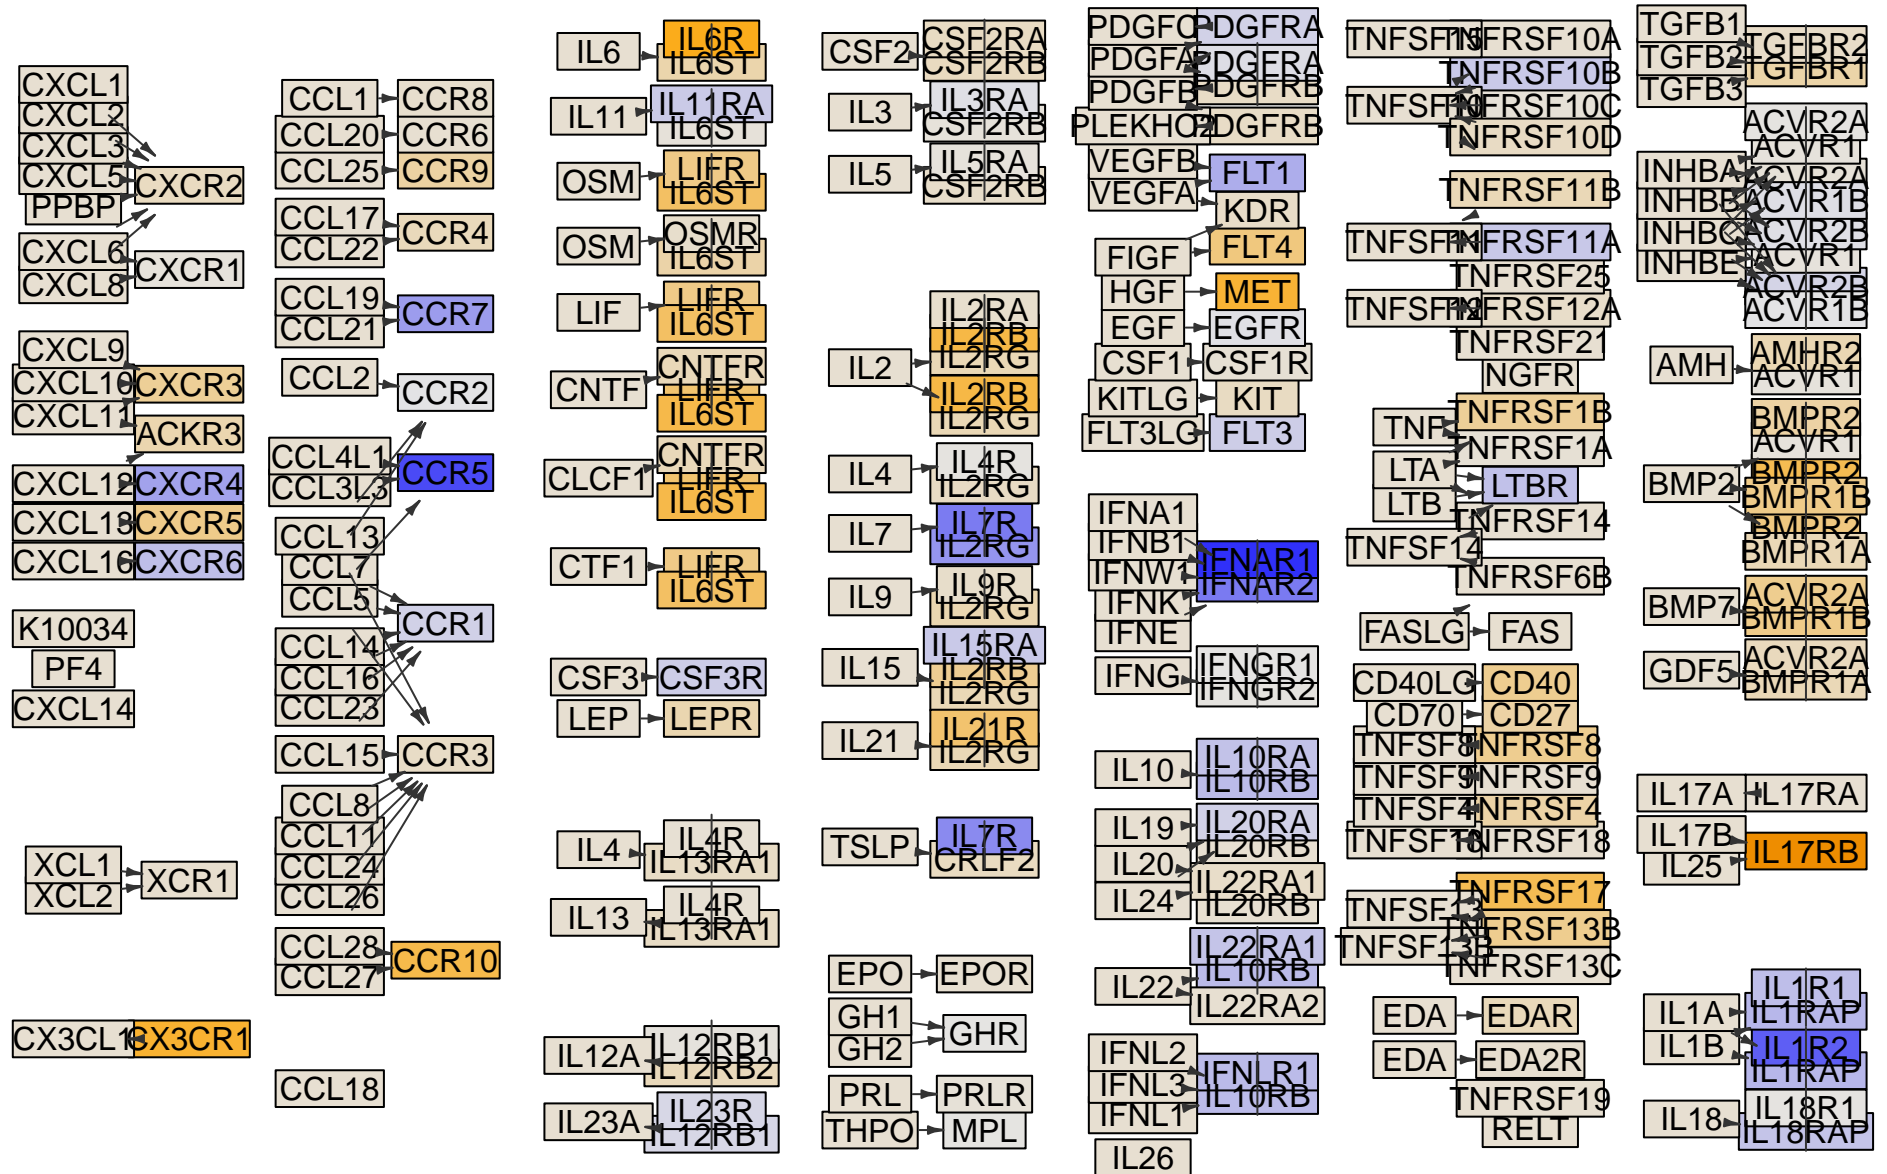 CXCL1
CXCL2
CXCL3
CXCL5
PPBP
CXCR2
CXCL6
CXCL8
CXCR1
CXCL9
CXCL10
CXCL11
CXCR3
ACKR3
CXCL12
CXCR4
CXCL13
CXCR5
CXCL16
CXCR6
K10034
PF4
CXCL14
XCL1
XCL2
XCR1
CX3CL1
CX3CR1
CCL1
CCR8
CCL20
CCR6
CCL25
CCR9
CCL17
CCL22
CCR4
CCL19
CCL21
CCR7
CCL2
CCR2
CCL4L1
CCL3L3
CCR5
CCL13
CCL7
CCL5
CCR1
CCL14
CCL16
CCL23
CCL15
CCR3
CCL8
CCL11
CCL24
CCL26
CCL28
CCL27
CCR10
CCL18
IL6
IL6R
IL6ST
IL11
IL11RA
IL6ST
OSM
LIFR
IL6ST
OSM
OSMR
IL6ST
LIF
LIFR
IL6ST
CNTF
CNTFR
LIFR
IL6ST
CLCF1
CNTFR
LIFR
IL6ST
CTF1
LIFR
IL6ST
CSF3
CSF3R
LEP
LEPR
IL4
IL4R
IL13RA1
IL13
IL4R
IL13RA1
IL12A
IL12RB1
IL12RB2
IL23A
IL23R
IL12RB1
CSF2
CSF2RA
CSF2RB
IL3
IL3RA
CSF2RB
IL5
IL5RA
CSF2RB
IL2
IL2RA
IL2RB
IL2RG
IL2RB
IL2RG
IL4
IL4R
IL2RG
IL7
IL7R
IL2RG
IL9
IL9R
IL2RG
IL15
IL15RA
IL2RB
IL2RG
IL21
IL21R
IL2RG
TSLP
IL7R
CRLF2
EPO
EPOR
GH1
GH2
GHR
PRL
PRLR
THPO
MPL
PDGFC
PDGFRA
PDGFA
PDGFRA
PDGFRB
PDGFB
PLEKHO2
PDGFRB
VEGFB
VEGFA
FLT1
KDR
FIGF
FLT4
HGF
MET
EGF
EGFR
CSF1
CSF1R
KITLG
KIT
FLT3LG
FLT3
IFNA1
IFNB1
IFNW1
IFNK
IFNE
IFNAR1
IFNAR2
IFNG
IFNGR1
IFNGR2
IL10
IL10RA
IL10RB
IL19
IL20
IL24
IL20RA
IL20RB
IL22RA1
IL20RB
IL22
IL22RA1
IL10RB
IL22RA2
IFNL2
IFNL3
IFNL1
IFNLR1
IL10RB
IL26
TNFSF15
TNFRSF10A
TNFRSF10B
TNFSF10
TNFRSF10C
TNFRSF10D
TNFRSF11B
TNFSF11
TNFRSF11A
TNFRSF25
TNFSF12
TNFRSF12A
TNFRSF21
NGFR
TNF
TNFRSF1B
TNFRSF1A
LTA
LTB
LTBR
TNFRSF14
TNFSF14
TNFRSF6B
FASLG
FAS
CD40LG
CD40
CD70
CD27
TNFSF8
TNFRSF8
TNFSF9
TNFRSF9
TNFSF4
TNFRSF4
TNFSF18
TNFRSF18
TNFRSF17
TNFSF13
TNFRSF13B
TNFSF13B
TNFRSF13C
EDA
EDAR
EDA
EDA2R
TNFRSF19
RELT
TGFB1
TGFB2
TGFB3
TGFBR2
TGFBR1
ACVR2A
ACVR1
INHBA
INHBB
INHBC
INHBE
ACVR2A
ACVR1B
ACVR2B
ACVR1
ACVR2B
ACVR1B
AMH
AMHR2
ACVR1
BMP2
BMPR2
ACVR1
BMPR2
BMPR1B
BMPR2
BMPR1A
BMP7
ACVR2A
BMPR1B
GDF5
ACVR2A
BMPR1A
IL17A
IL17RA
IL17B
IL25
IL17RB
IL1A
IL1B
IL1R1
IL1RAP
IL1R2
IL1RAP
IL18
IL18R1
IL18RAP